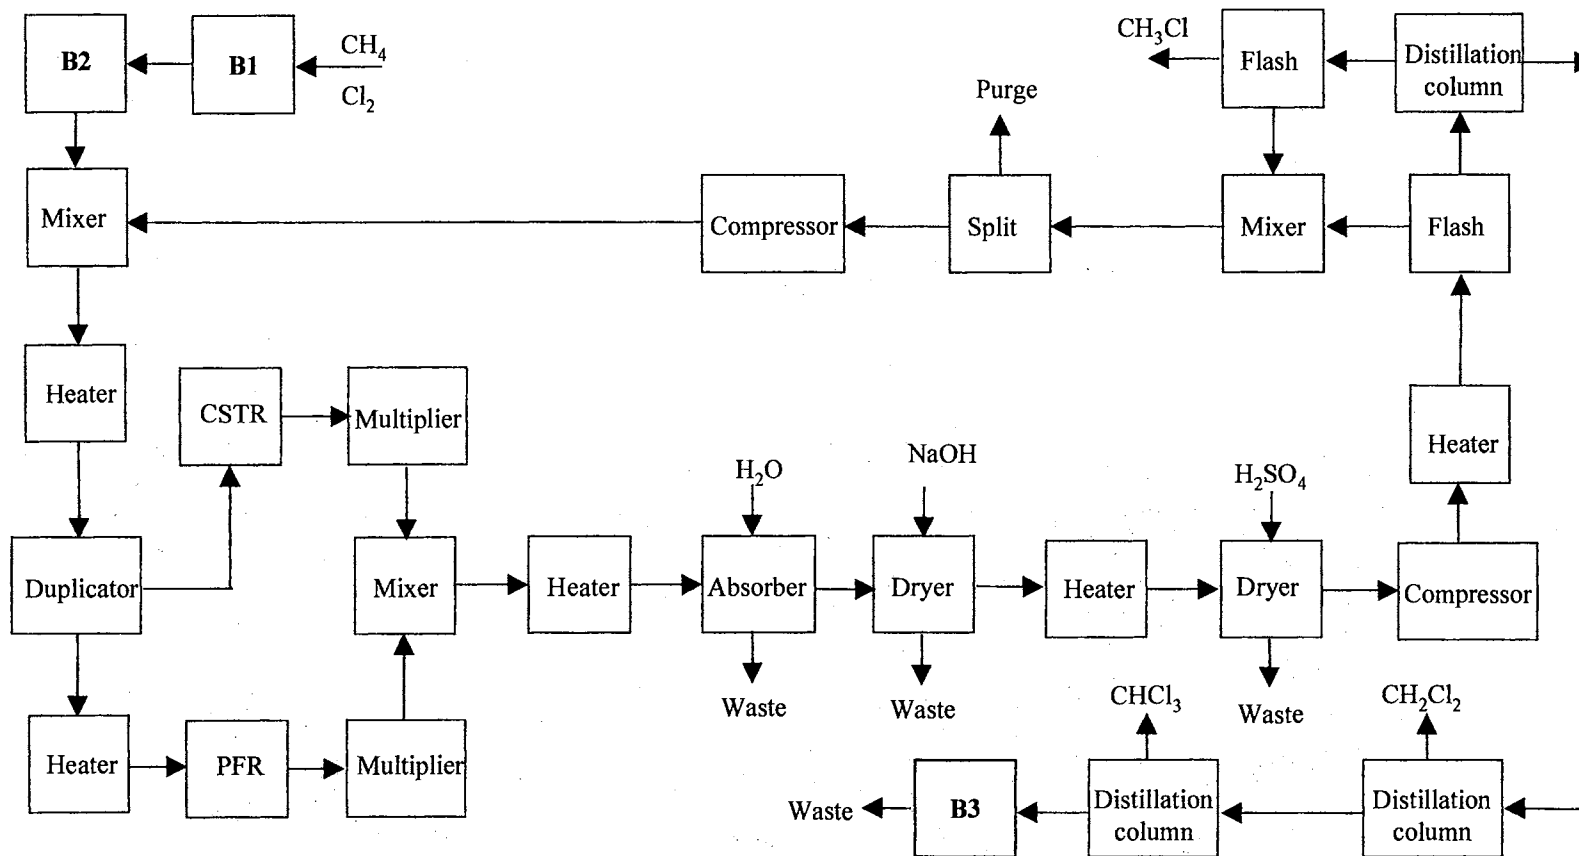 B2
B1
CH₄
Cl₂
CH₃Cl
Flash
Distillation
column
Purge
Mixer
Compressor
Split
Mixer
Flash
Heater
CSTR
Multiplier
Heater
H₂O
NaOH
H₂SO₄
Duplicator
Mixer
Heater
Absorber
Dryer
Heater
Dryer
Compressor
Waste
Waste
Waste
CHCl₃
CH₂Cl₂
Heater
PFR
Multiplier
Waste
B3
Distillation
column
Distillation
column